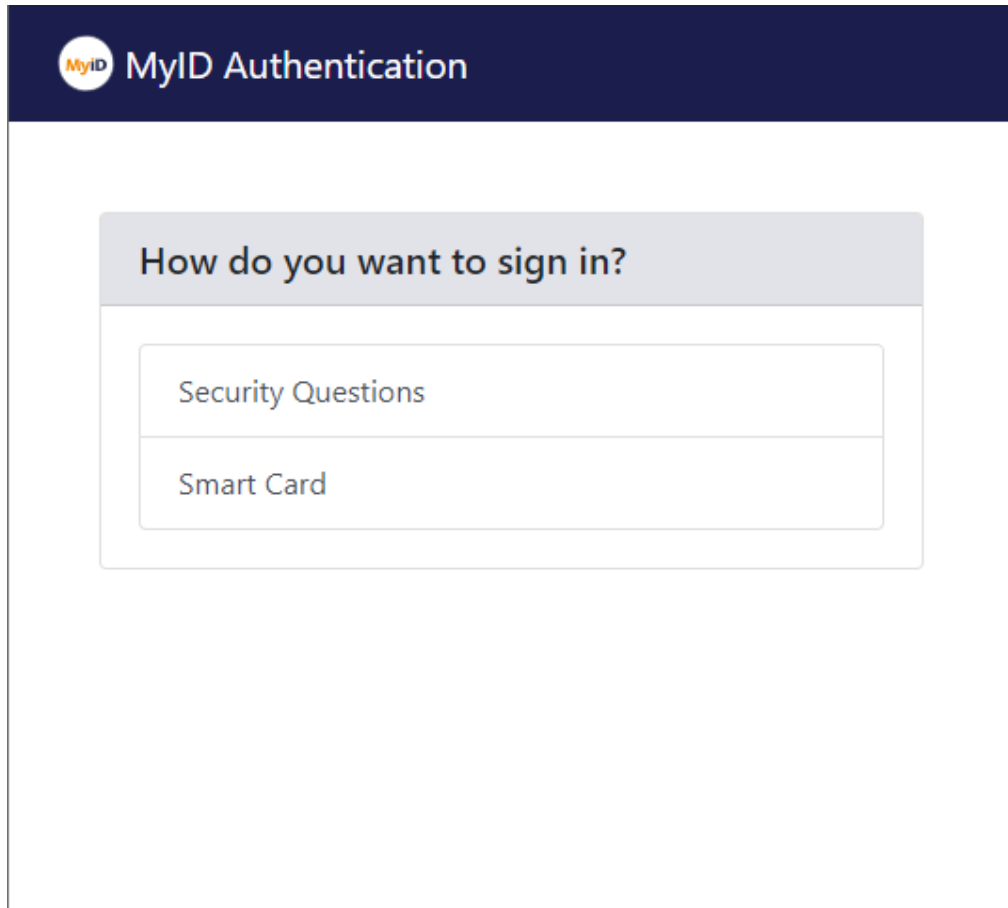 MyiD MyID Authentication
How do you want to sign in?
Security Questions
Smart Card